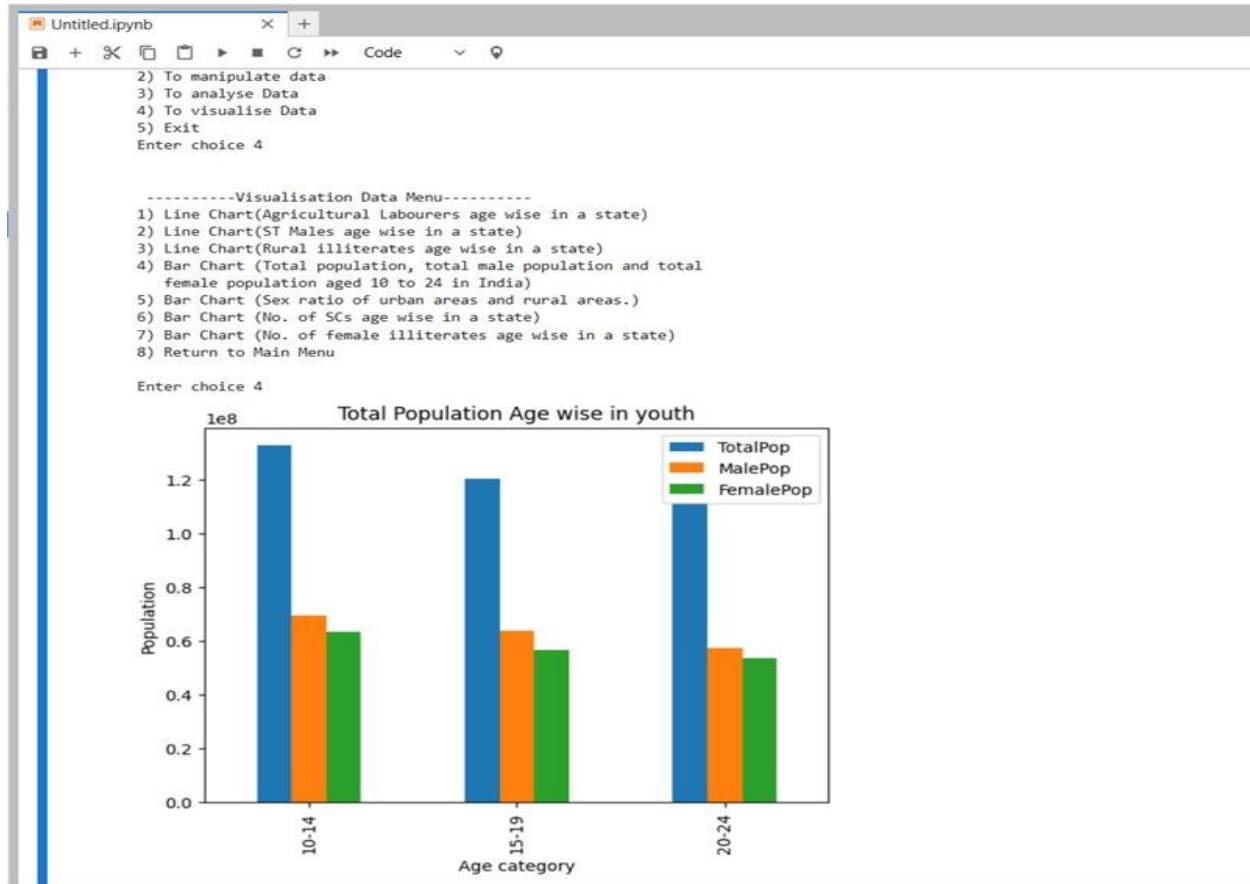 Untitled.ipynb
Code
2) To manipulate data
3) To analyse Data
4) To visualise Data
5) Exit
Enter choice 4
----------Visualisation Data Menu----------
1) Line Chart(Agricultural Labourers age wise in a state)
2) Line Chart(ST Males age wise in a state)
3) Line Chart(Rural illiterates age wise in a state)
4) Bar Chart (Total population, total male population and total
female population aged 10 to 24 in India)
5) Bar Chart (Sex ratio of urban areas and rural areas.)
6) Bar Chart (No. of SCs age wise in a state)
7) Bar Chart (No. of female illiterates age wise in a state)
8) Return to Main Menu
Enter choice 4
Total Population Age wise in youth
1e8
TotalPop
MalePop
FemalePop
1.2
1.0
0.8
0.6
0.4
0.2
0.0
Population
10-14
15-19
20-24
Age category